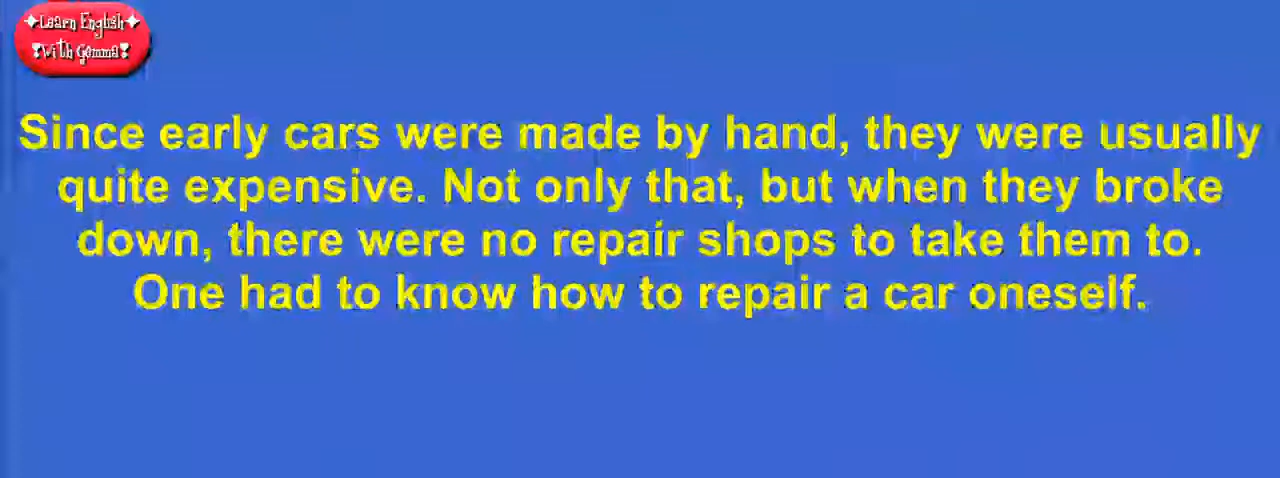 Learn English
With Gemma
Since early cars were made by hand, they were usually
quite expensive. Not only that, but when they broke
down, there were no repair shops to take them to.
One had to know how to repair a car oneself.